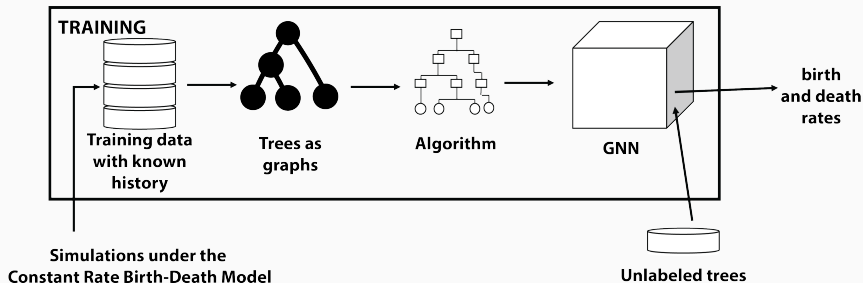 TRAINING
Training data
with known
history
Trees as
graphs
Algorithm
GNN
birth
and death
rates
Simulations under the
Constant Rate Birth-Death Model
Unlabeled trees